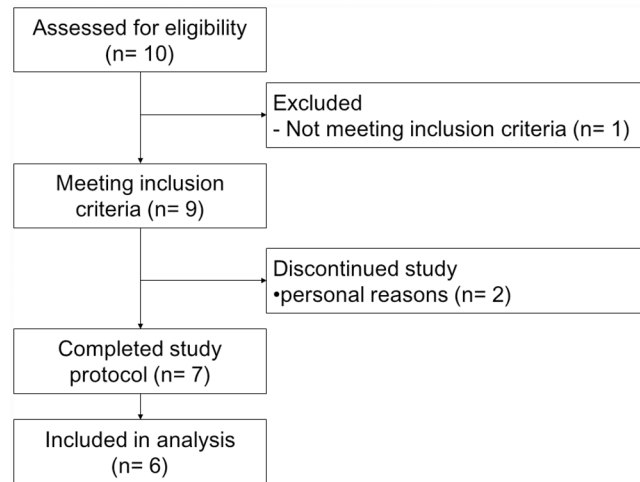 Assessed for eligibility
(n= 10)
Excluded
- Not meeting inclusion criteria (n= 1)
Meeting inclusion
criteria (n= 9)
Discontinued study
•personal reasons (n= 2)
Completed study
protocol (n= 7)
Included in analysis
(n= 6)